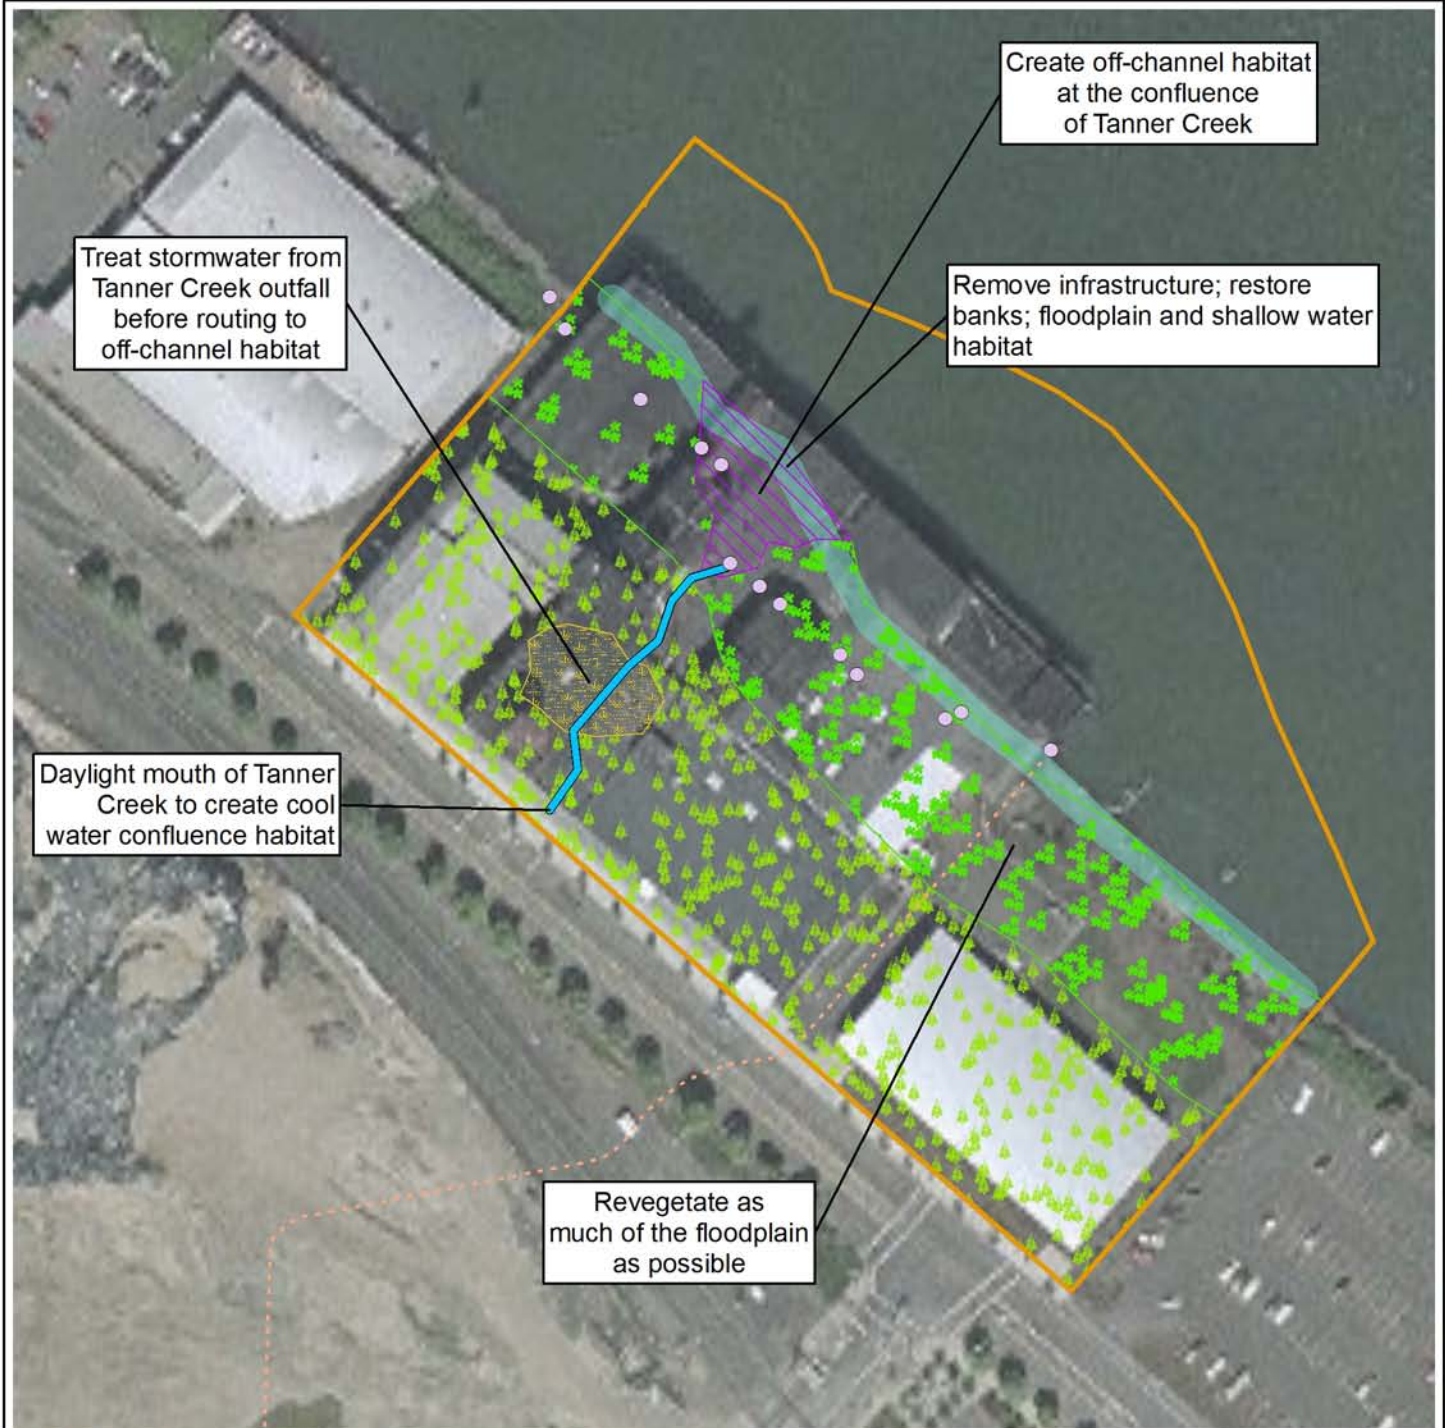 Create off-channel habitat
at the confluence
of Tanner Creek
Treat stormwater from
Tanner Creek outfall
before routing to
off-channel habitat
Remove infrastructure; restore
banks; floodplain and shallow water
habitat
Daylight mouth of Tanner
Creek to create cool
water confluence habitat
Revegetate as
much of the floodplain
as possible